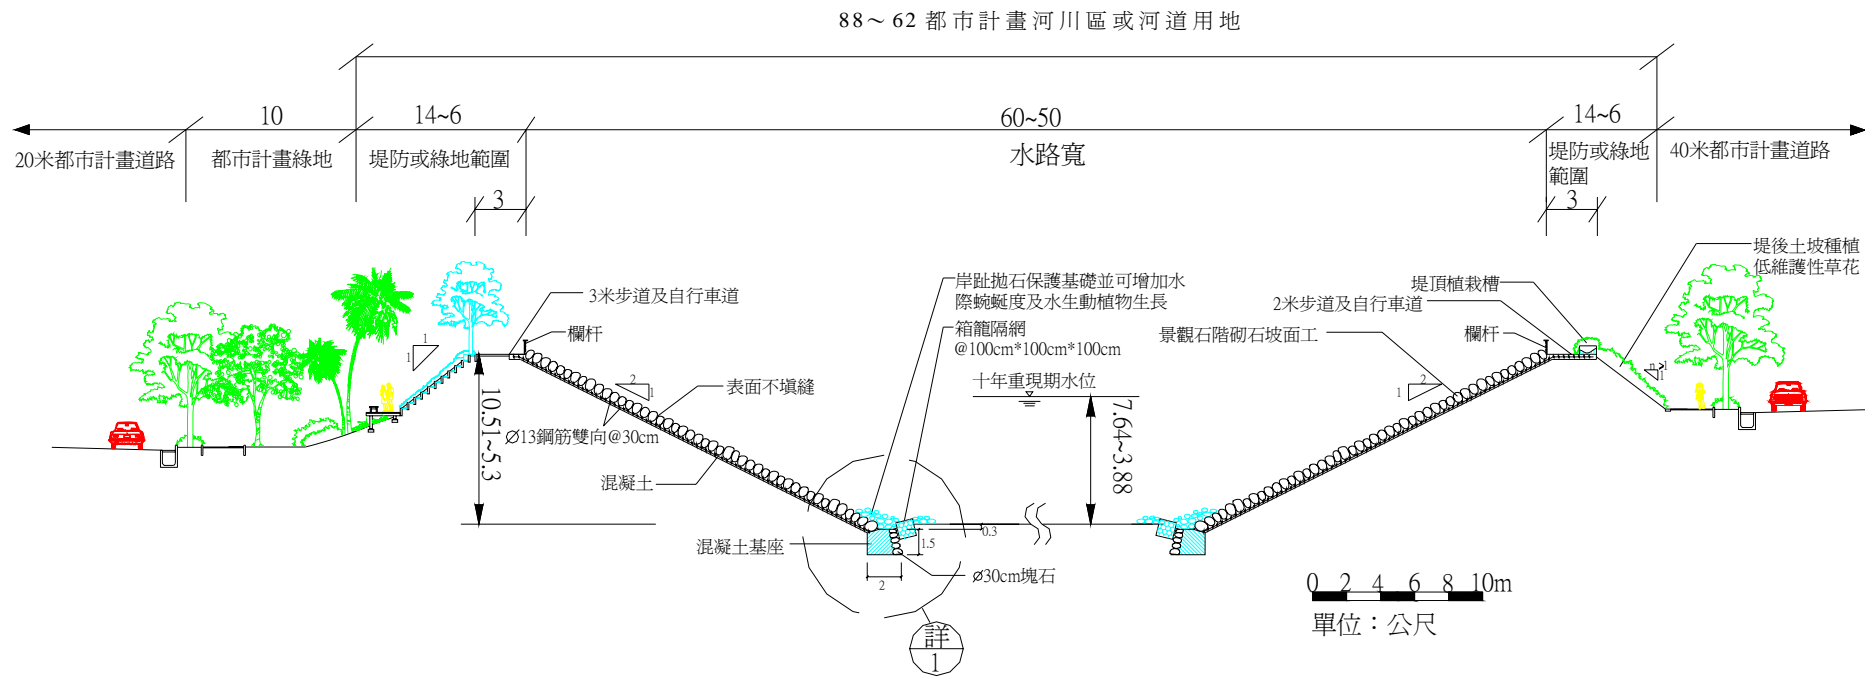 88～62都市計畫河川區或河道用地
10
14~6
60~50
14~6
20米都市計畫道路
都市計畫綠地
堤防或綠地範圍
水路寬
堤防或綠地
範圍
40米都市計畫道路
3
3
堤後土坡種植
低維護性草花
岸趾拋石保護基礎並可增加水
際蜿蜒度及水生動植物生長
堤頂植栽槽
3米步道及自行車道
2米步道及自行車道
欄杆
箱籠隔網
@100cm*100cm*100cm
景觀石階砌石坡面工
欄杆
1
1
十年重現期水位
2
1
表面不塡縫
2
1
1
10.51~5.3
7.64~3.88
Ø13鋼筋雙向@30cm
混凝土
0.3
1.5
混凝土基座
2
Ø30cm塊石
0 2 4 6 8 10m
單位：公尺
詳
1